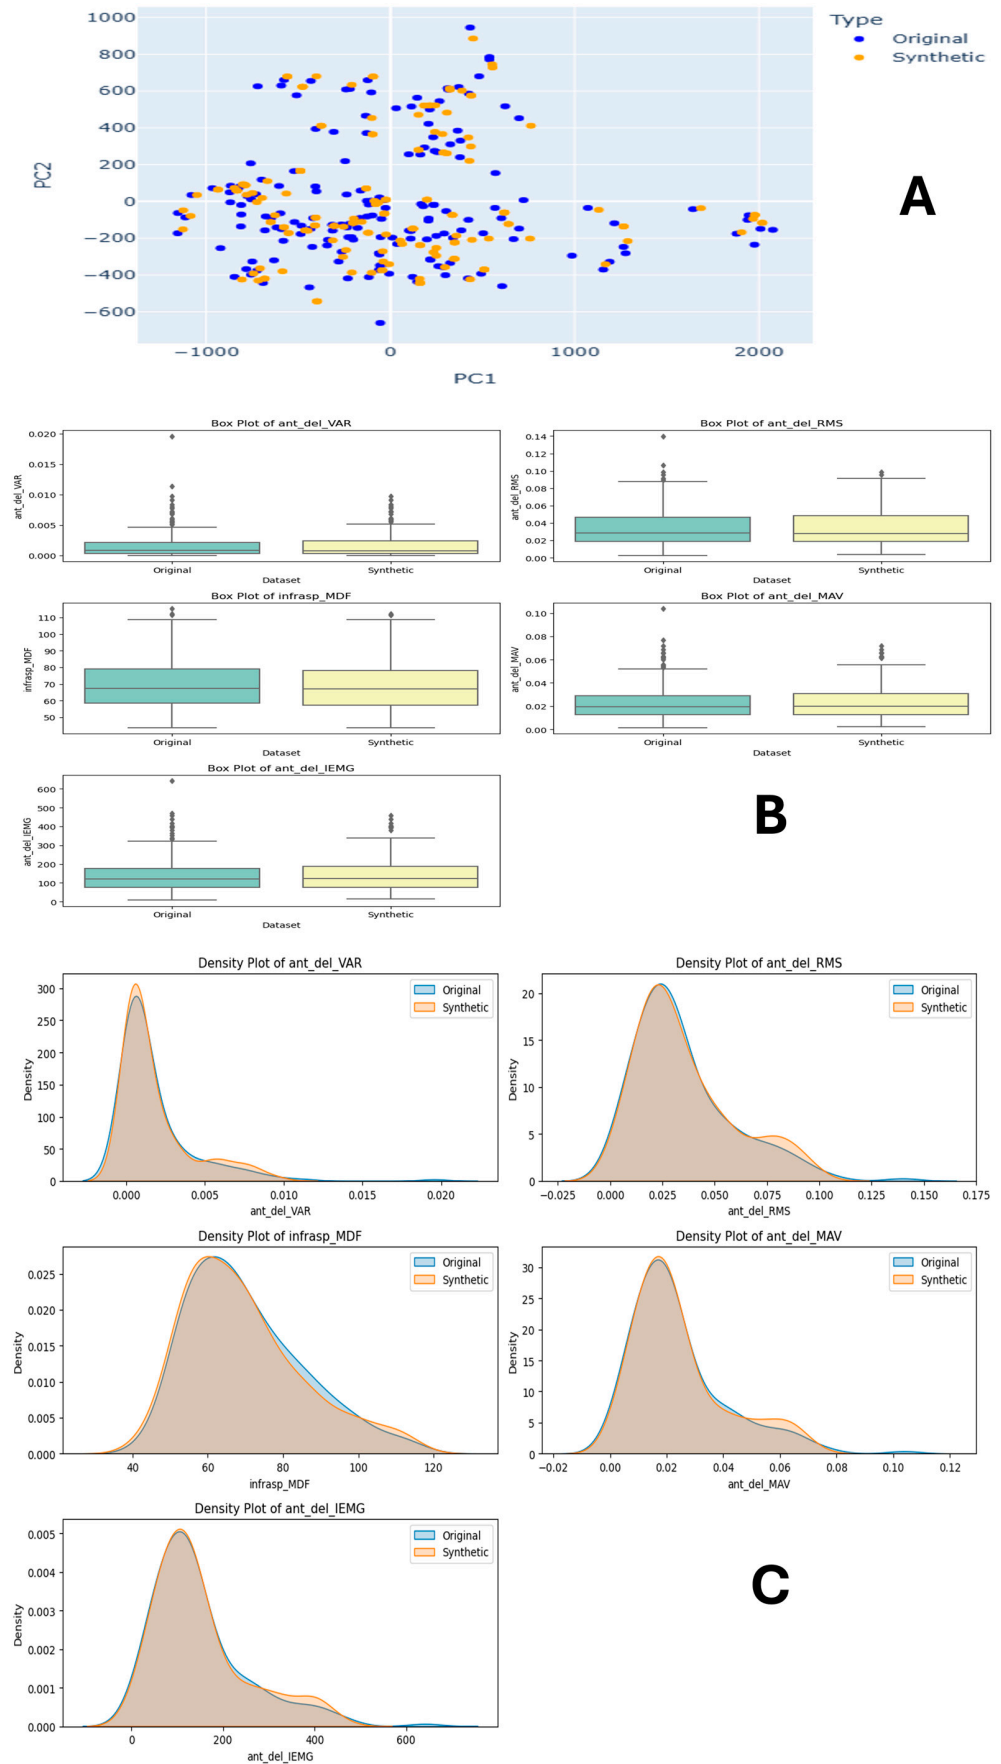 Type
Original
Synthetic
1000
800
600
400
200
0
−200
−400
−600
PC2
−1000 0 1000 2000
PC1
A
Box Plot of ant_del_VAR
0.020
0.015
0.010
0.005
0.000
ant_del_VAR
Original Synthetic
Dataset
Box Plot of ant_del_RMS
0.14
0.12
0.10
0.08
0.06
0.04
0.02
0.00
ant_del_RMS
Original Synthetic
Dataset
Box Plot of infrasp_MDF
110
100
90
80
70
60
50
infrasp_MDF
Original Synthetic
Dataset
Box Plot of ant_del_MAV
0.10
0.08
0.06
0.04
0.02
0.00
ant_del_MAV
Original Synthetic
Dataset
Box Plot of ant_del_IEMG
600
500
400
300
200
100
0
ant_del_IEMG
Original Synthetic
Dataset
B
Density Plot of ant_del_VAR
Original
Synthetic
300
250
200
150
100
50
0
Density
0.000 0.005 0.010 0.015 0.020
ant_del_VAR
Density Plot of ant_del_RMS
Original
Synthetic
20
15
10
5
0
Density
−0.025 0.000 0.025 0.050 0.075 0.100 0.125 0.150 0.175
ant_del_RMS
Density Plot of infrasp_MDF
Original
Synthetic
0.025
0.020
0.015
0.010
0.005
0.000
Density
40 60 80 100 120
infrasp_MDF
Density Plot of ant_del_MAV
Original
Synthetic
30
25
20
15
10
5
0
Density
−0.02 0.00 0.02 0.04 0.06 0.08 0.10 0.12
ant_del_MAV
Density Plot of ant_del_IEMG
Original
Synthetic
0.005
0.004
0.003
0.002
0.001
0.000
Density
0 200 400 600
ant_del_IEMG
C